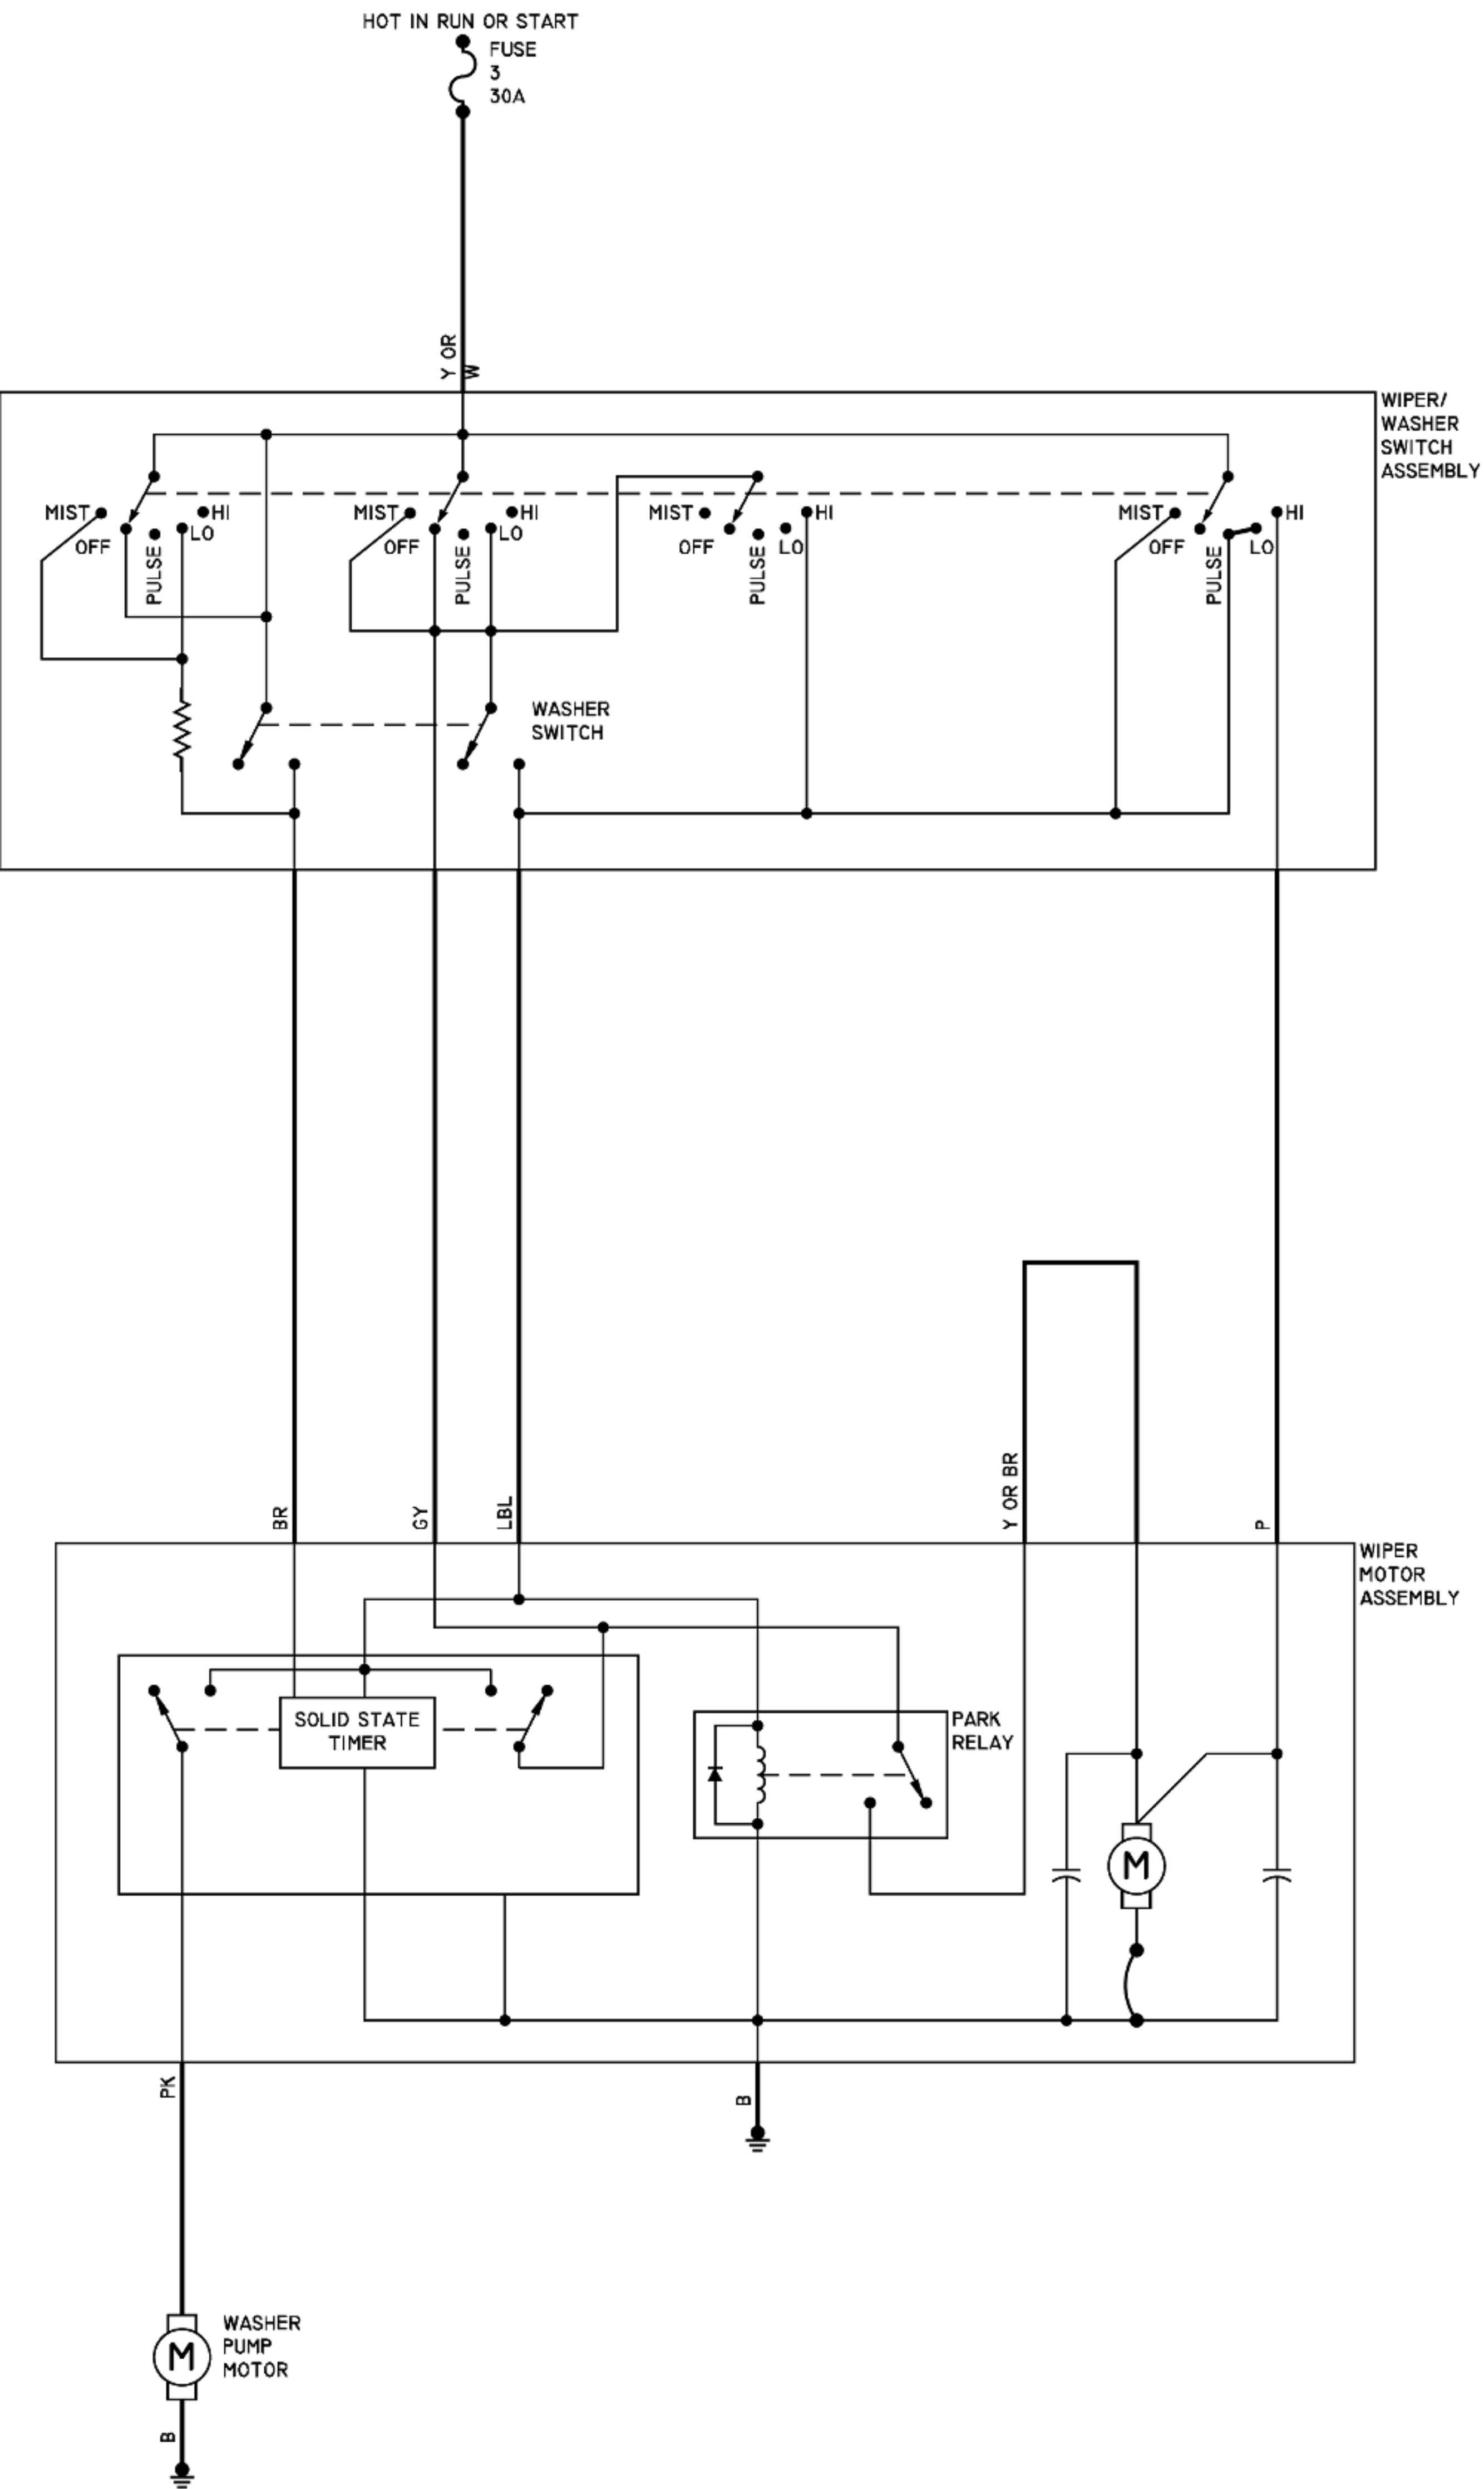 HOT IN RUN OR START
FUSE
3
30A
Y OR
W
WIPER/
WASHER
SWITCH
ASSEMBLY
MIST
HI
OFF
PULSE
LO
MIST
HI
OFF
PULSE
LO
MIST
HI
OFF
PULSE
LO
MIST
HI
OFF
PULSE
LO
WASHER
SWITCH
BR
GY
LBL
Y OR BR
P
WIPER
MOTOR
ASSEMBLY
SOLID STATE
TIMER
PARK
RELAY
M
PK
B
M
WASHER
PUMP
MOTOR
B